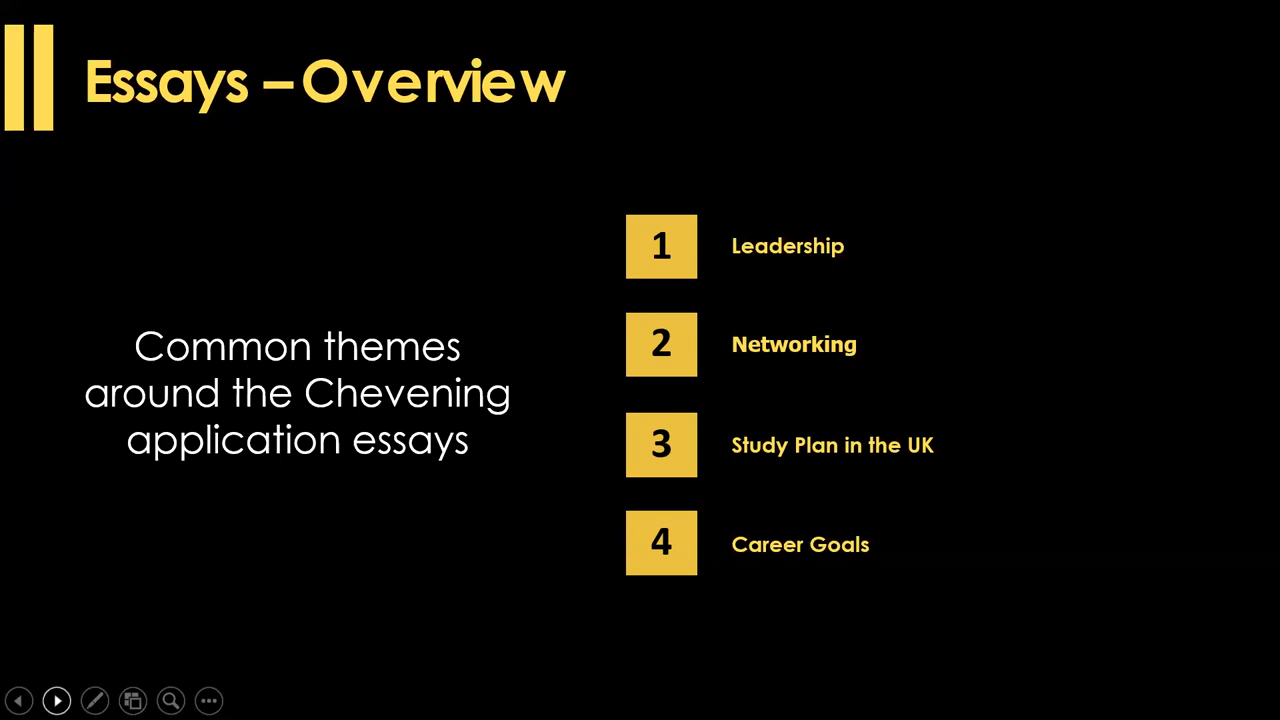 Essays – Overview
Common themes
around the Chevening
application essays
1 Leadership
2 Networking
3 Study Plan in the UK
4 Career Goals